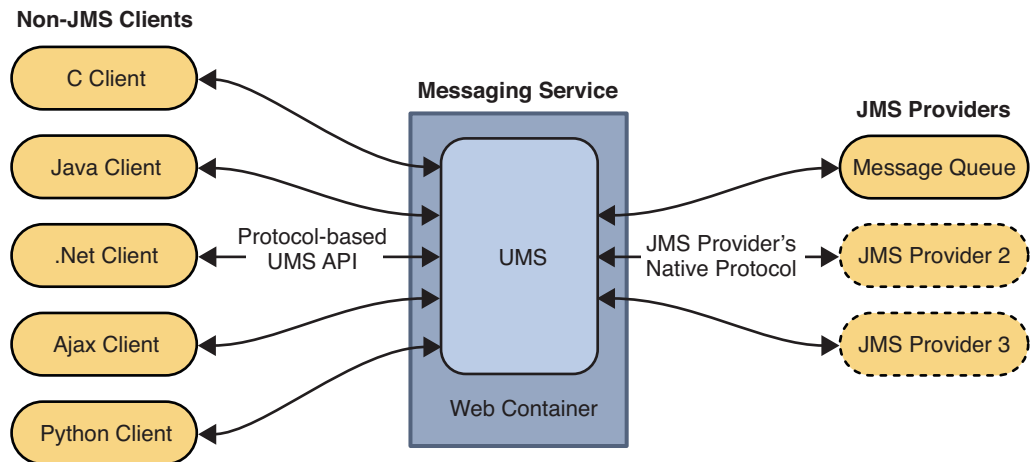 Non-JMS Clients
C Client
Java Client
.Net Client
Ajax Client
Python Client
Protocol-based
UMS API
Messaging Service
UMS
Web Container
JMS Provider’s
Native Protocol
JMS Providers
Message Queue
JMS Provider 2
JMS Provider 3